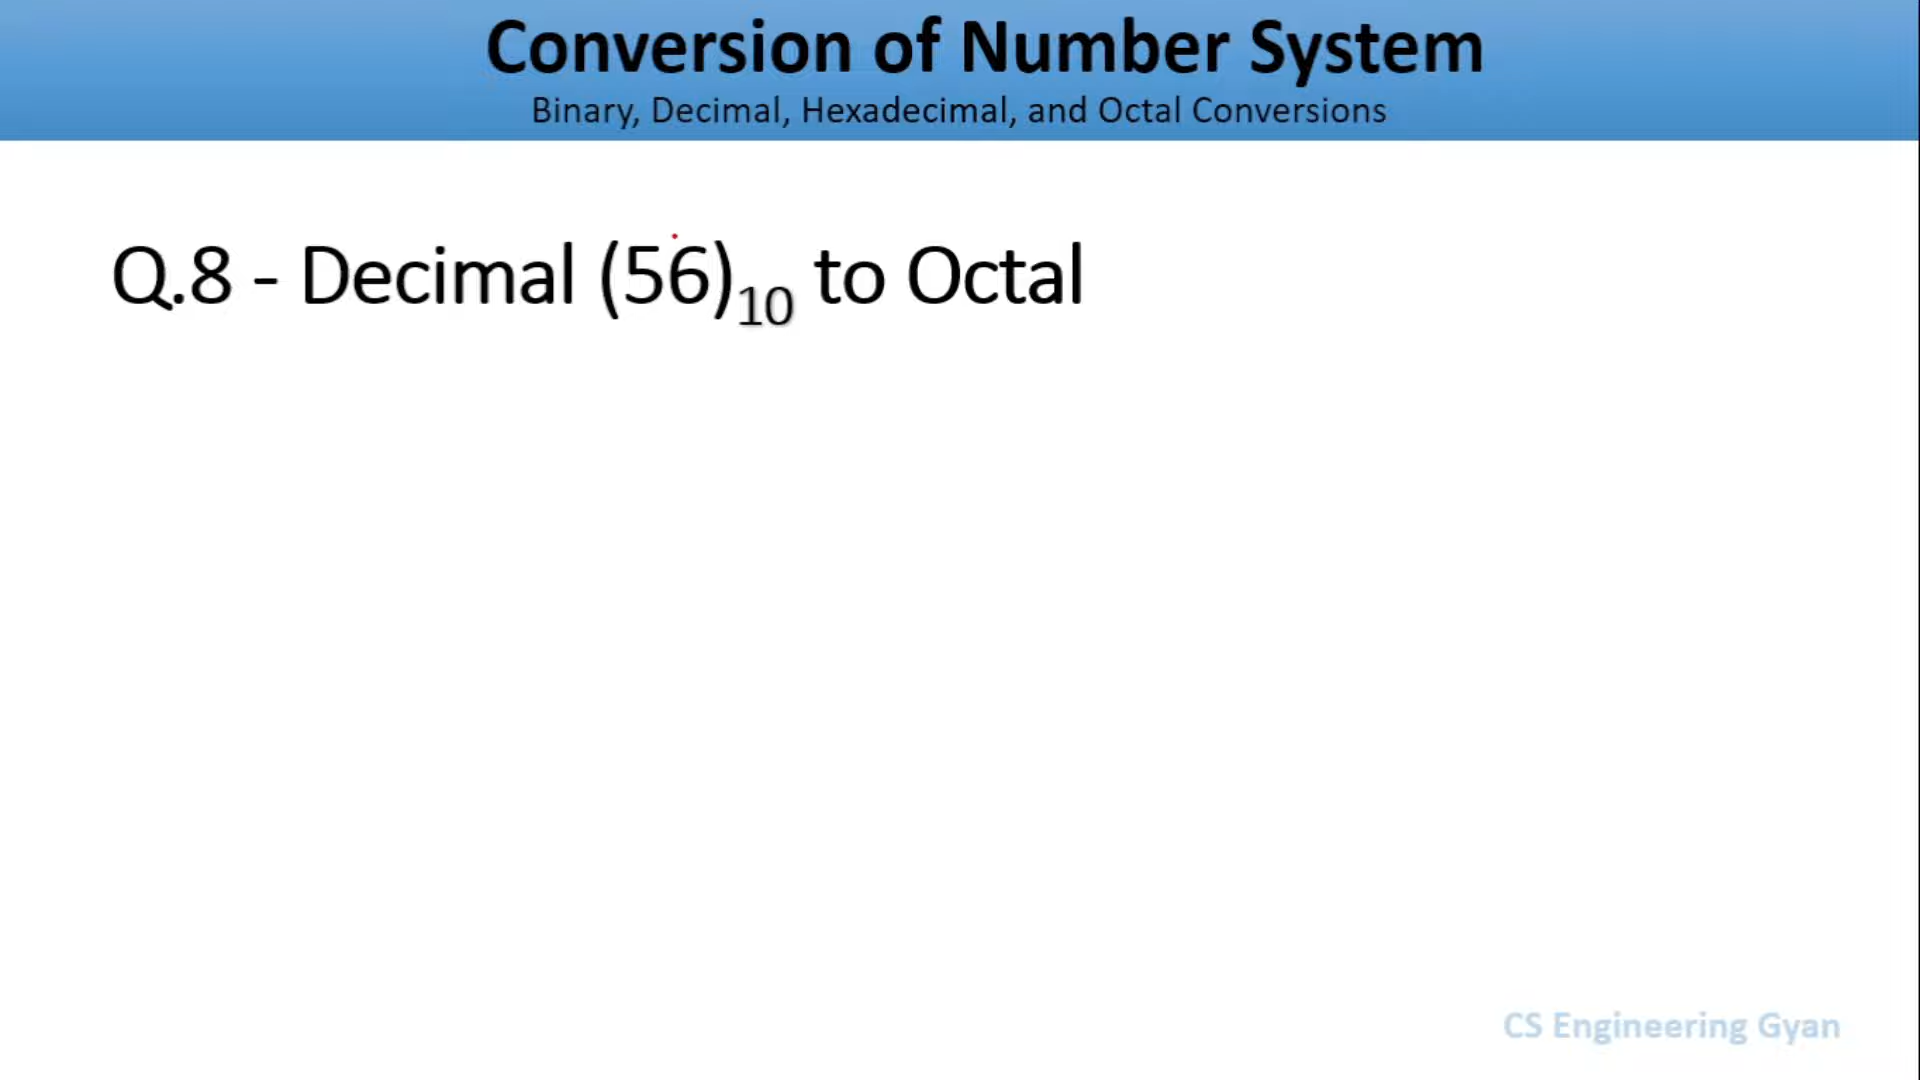 Conversion of Number System
Binary, Decimal, Hexadecimal, and Octal Conversions
Q.8 - Decimal (56)₁₀ to Octal
CS Engineering Gyan